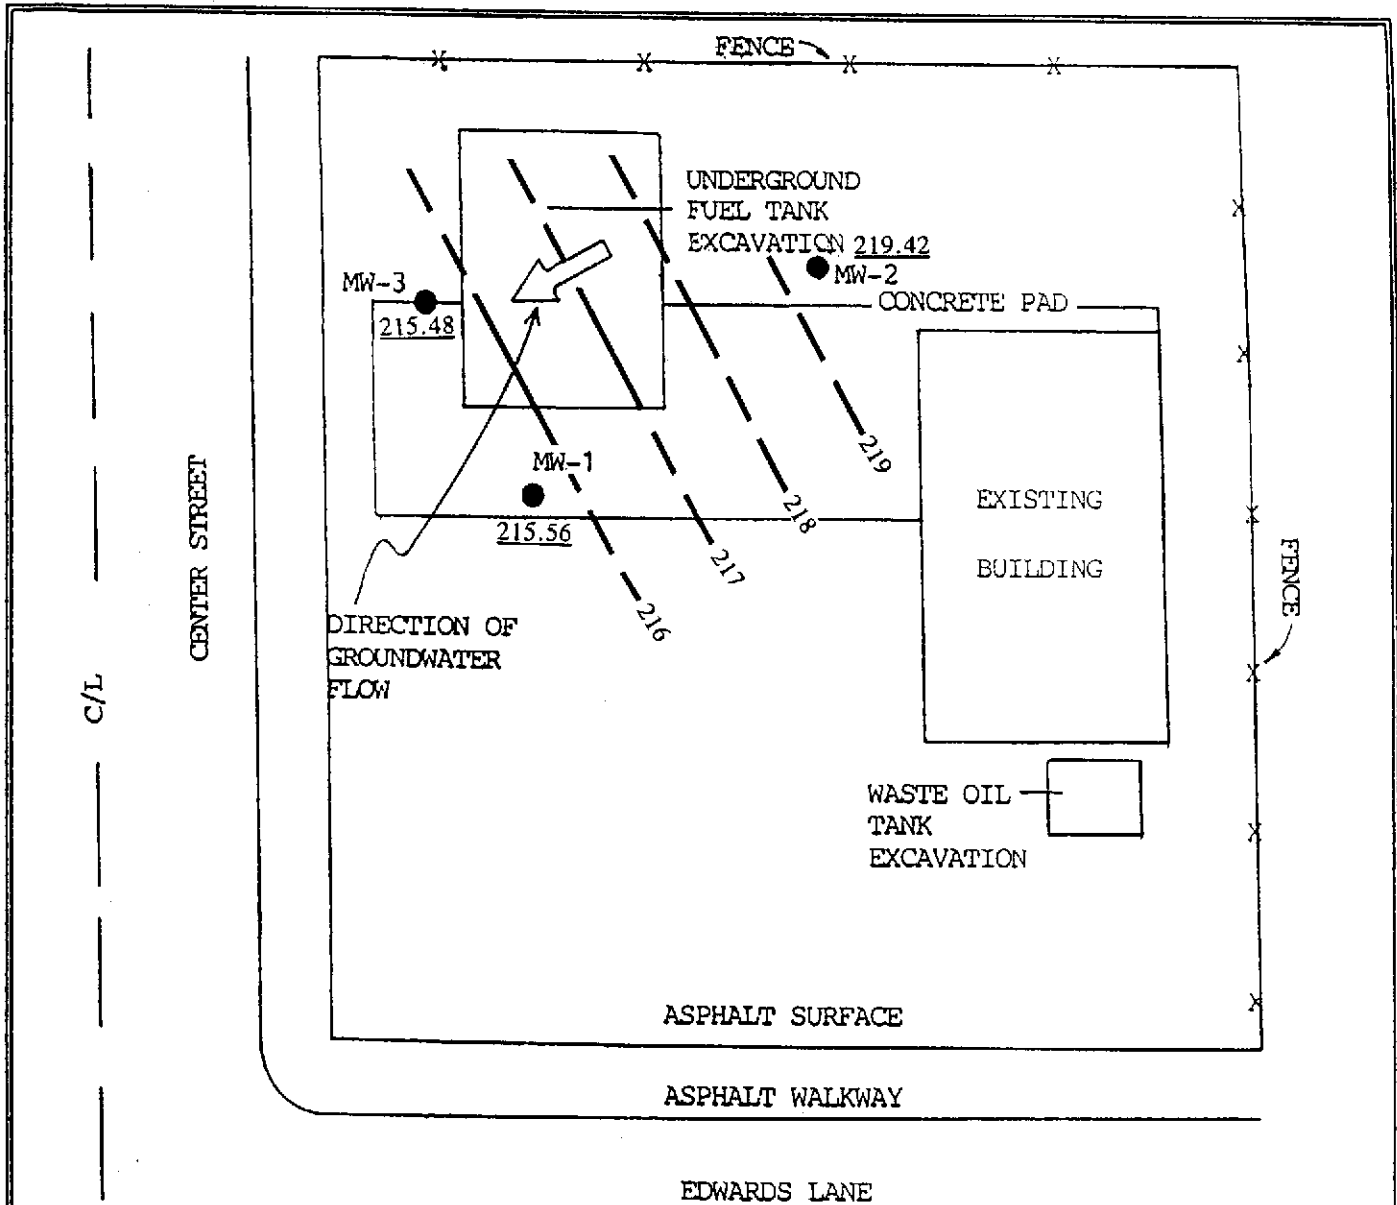 FENCE
X X X X
UNDERGROUND
FUEL TANK
EXCAVATION 219.42
X
MW-2
MW-3
215.48
CONCRETE PAD
X
219
MW-1
215.56
218
217
216
EXISTING
BUILDING
X
FENCE
CENTER STREET
C/L
DIRECTION OF
GROUNDWATER
FLOW
X
WASTE OIL
TANK
EXCAVATION
X
X
ASPHALT SURFACE
ASPHALT WALKWAY
EDWARDS LANE